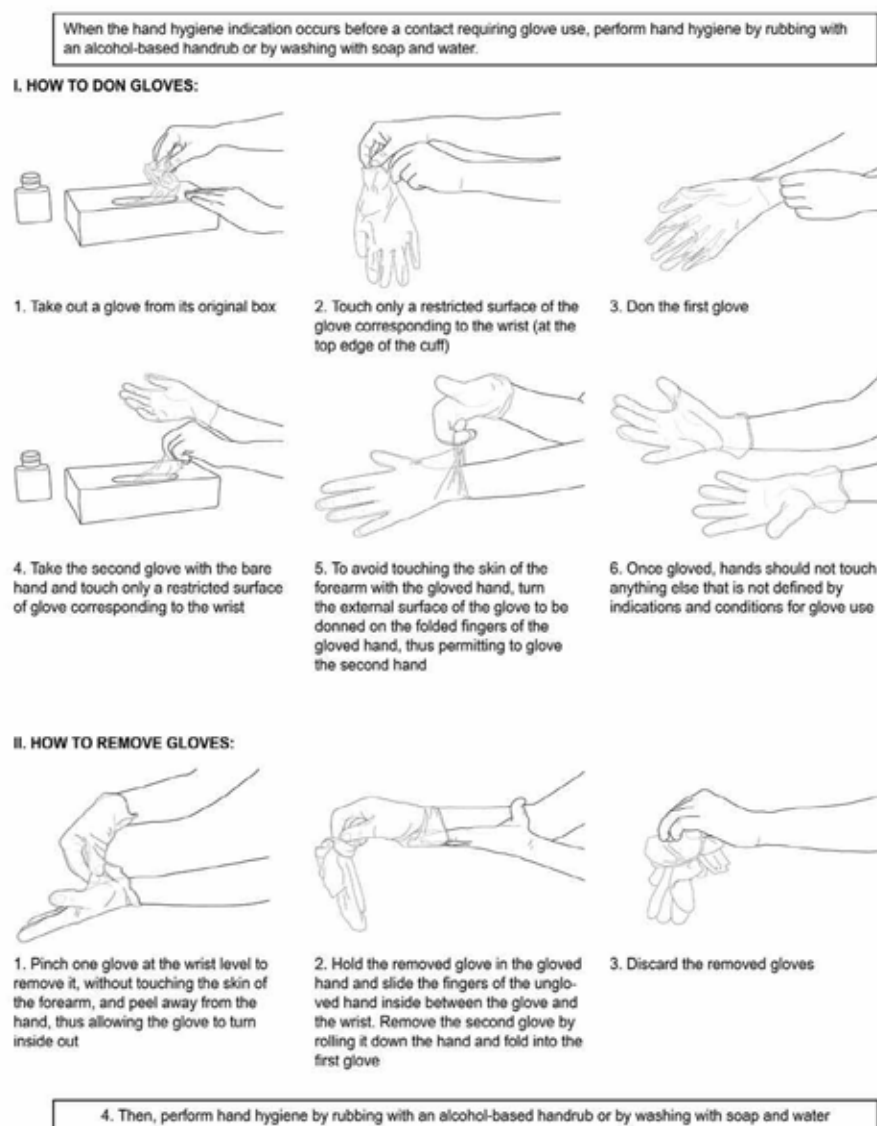 When the hand hygiene indication occurs before a contact requiring glove use, perform hand hygiene by rubbing with
an alcohol-based handrub or by washing with soap and water.
I. HOW TO DON GLOVES:
1. Take out a glove from its original box
2. Touch only a restricted surface of the
glove corresponding to the wrist (at the
top edge of the cuff)
3. Don the first glove
4. Take the second glove with the bare
hand and touch only a restricted surface
of glove corresponding to the wrist
5. To avoid touching the skin of the
forearm with the gloved hand, turn
the external surface of the glove to be
donned on the folded fingers of the
gloved hand, thus permitting to glove
the second hand
6. Once gloved, hands should not touch
anything else that is not defined by
indications and conditions for glove use
II. HOW TO REMOVE GLOVES:
1. Pinch one glove at the wrist level to
remove it, without touching the skin of
the forearm, and peel away from the
hand, thus allowing the glove to turn
inside out
2. Hold the removed glove in the gloved
hand and slide the fingers of the unglo-
ved hand inside between the glove and
the wrist. Remove the second glove by
rolling it down the hand and fold into the
first glove
3. Discard the removed gloves
4. Then, perform hand hygiene by rubbing with an alcohol-based handrub or by washing with soap and water